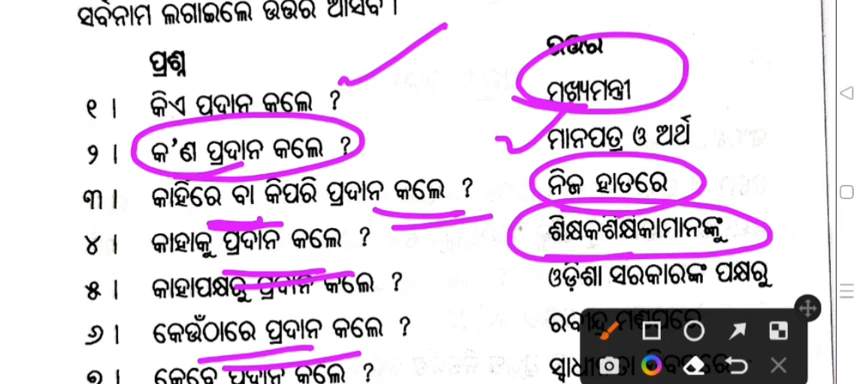 ସର୍ବନାମ ଲଗାଇଲେ ଉତ୍ତର ଆସିବ ।
ପ୍ରଶ୍ନ ଉତ୍ତର
୧ । କିଏ ପ୍ରଦାନ କଲେ ? ମୁଖ୍ୟମନ୍ତ୍ରୀ
୨ । କ'ଣ ପ୍ରଦାନ କଲେ ? ମାନପତ୍ର ଓ ଅର୍ଥ
୩ । କାହିରେ ବା କିପରି ପ୍ରଦାନ କଲେ ? ନିଜ ହାତରେ
୪ । କାହାକୁ ପ୍ରଦାନ କଲେ ? ଶିକ୍ଷକଶିକ୍ଷିକାମାନଙ୍କୁ
୫ । କାହାପକ୍ଷରୁ ପ୍ରଦାନ କଲେ ? ଓଡ଼ିଶା ସରକାରଙ୍କ ପକ୍ଷରୁ
୬ । କେଉଁଠାରେ ପ୍ରଦାନ କଲେ ? ରବୀନ୍ଦ୍ର
୭ । କେବେ ପ୍ରଦାନ କଲେ ?